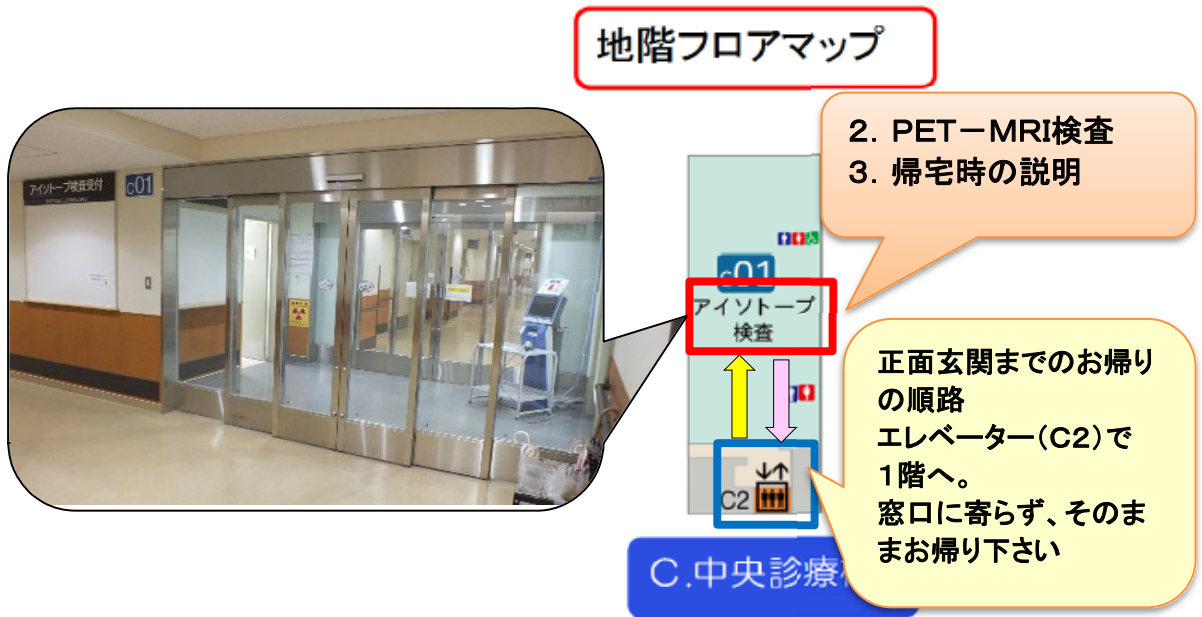 地階フロアマップ
2．PET－MRI検査
3．帰宅時の説明
アイソトープ検査受付
c01
c01
アイソトープ
検査
正面玄関までのお帰り
の順路
エレベーター（C2）で
1階へ。
窓口に寄らず、そのま
まお帰り下さい
C2
C.中央診療